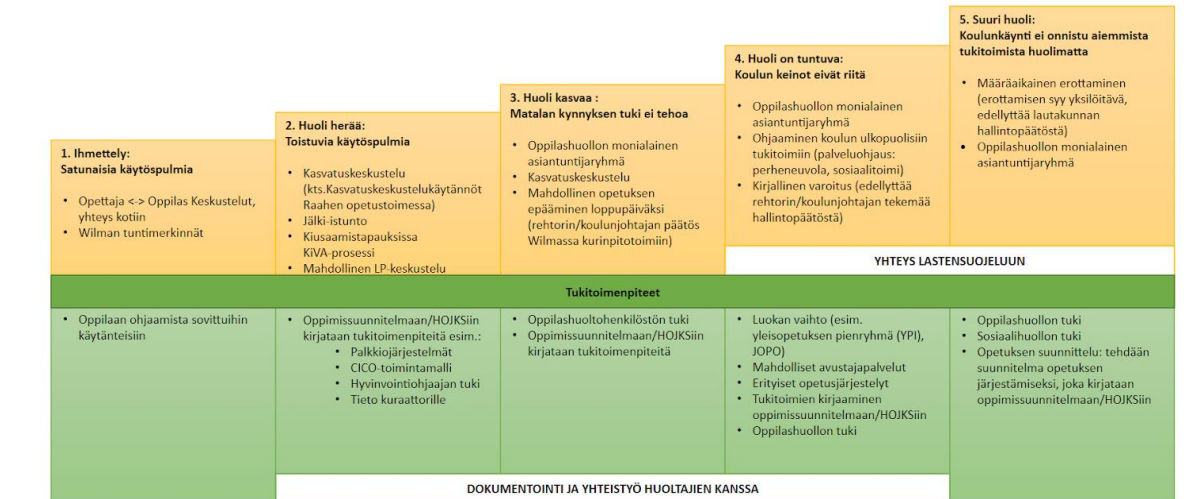 1. Ihmettely:
Satunaisia käytöspulmia
• Opettaja <-> Oppilas Keskustelut,
yhteys kotiin
• Wilman tuntimerkinnät
2. Huoli herää:
Toistuvia käytöspulmia
• Kasvatuskeskustelu
(kts.Kasvatuskeskustelukäytännöt
Raahen opetustoimessa)
• Jälki-istunto
• Kiusaamistapauksissa
KiVA-prosessi
• Mahdollinen LP-keskustelu
3. Huoli kasvaa :
Matalan kynnyksen tuki ei tehoa
• Oppilashuollon monialainen
asiantuntijaryhmä
• Kasvatuskeskustelu
• Mahdollinen opetuksen
epääminen loppupäiväksi
(rehtorin/koulunjohtajan päätös
Wilmassa kurinpitotoimiin)
4. Huoli on tuntuva:
Koulun keinot eivät riitä
• Oppilashuollon monialainen
asiantuntijaryhmä
• Ohjaaminen koulun ulkopuolisiin
tukitoimiin (palveluohjaus:
perheneuvola, sosiaalitoimi)
• Kirjallinen varoitus (edellyttää
rehtorin/koulunjohtajan tekemää
hallintopäätöstä)
5. Suuri huoli:
Koulunkäynti ei onnistu aiemmista
tukitoimista huolimatta
• Määräaikainen erottaminen
(erottamisen syy yksilöitävä,
edellyttää lautakunnan
hallintopäätöstä)
• Oppilashuollon monialainen
asiantuntijaryhmä
YHTEYS LASTENSUOJELUUN
Tukitoimenpiteet
• Oppilaan ohjaamista sovittuihin
käytänteisiin
• Oppimissuunnitelmaan/HOJKSiin
kirjataan tukitoimenpiteitä esim.:
• Palkkiojärjestelmät
• CICO-toimintamalli
• Hyvinvointiohjaajan tuki
• Tieto kuraattorille
• Oppilashuoltohenkilöstön tuki
• Oppimissuunnitelmaan/HOJKSiin
kirjataan tukitoimenpiteitä
• Luokan vaihto (esim.
yleisopetuksen pienryhmä (YPI),
JOPO)
• Mahdolliset avustajapalvelut
• Erityiset opetusjärjestelyt
• Tukitoimien kirjaaminen
oppimissuunnitelmaan/HOJKSiin
• Oppilashuollon tuki
• Oppilashuollon tuki
• Sosiaalihuollon tuki
• Opetuksen suunnittelu: tehdään
suunnitelma opetuksen
järjestämiseksi, joka kirjataan
oppimissuunnitelmaan/HOJKSiin
DOKUMENTOINTI JA YHTEISTYÖ HUOLTAJIEN KANSSA